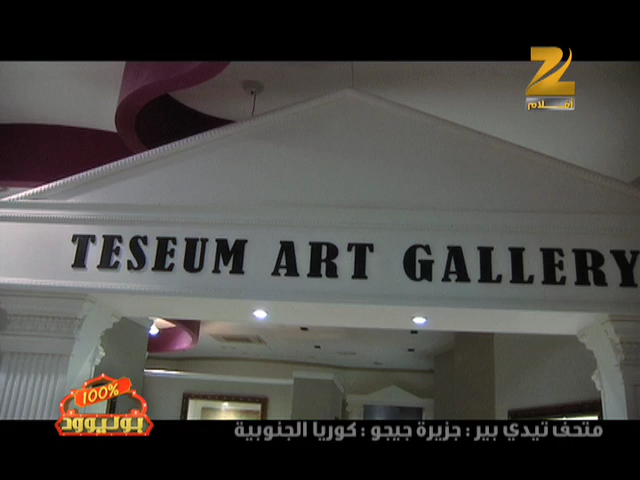 Z
أفلام
TESEUM ART GALLERY
100%
بوليوود
متحف تيدي بير : جزيرة جيجو : كوريا الجنوبية